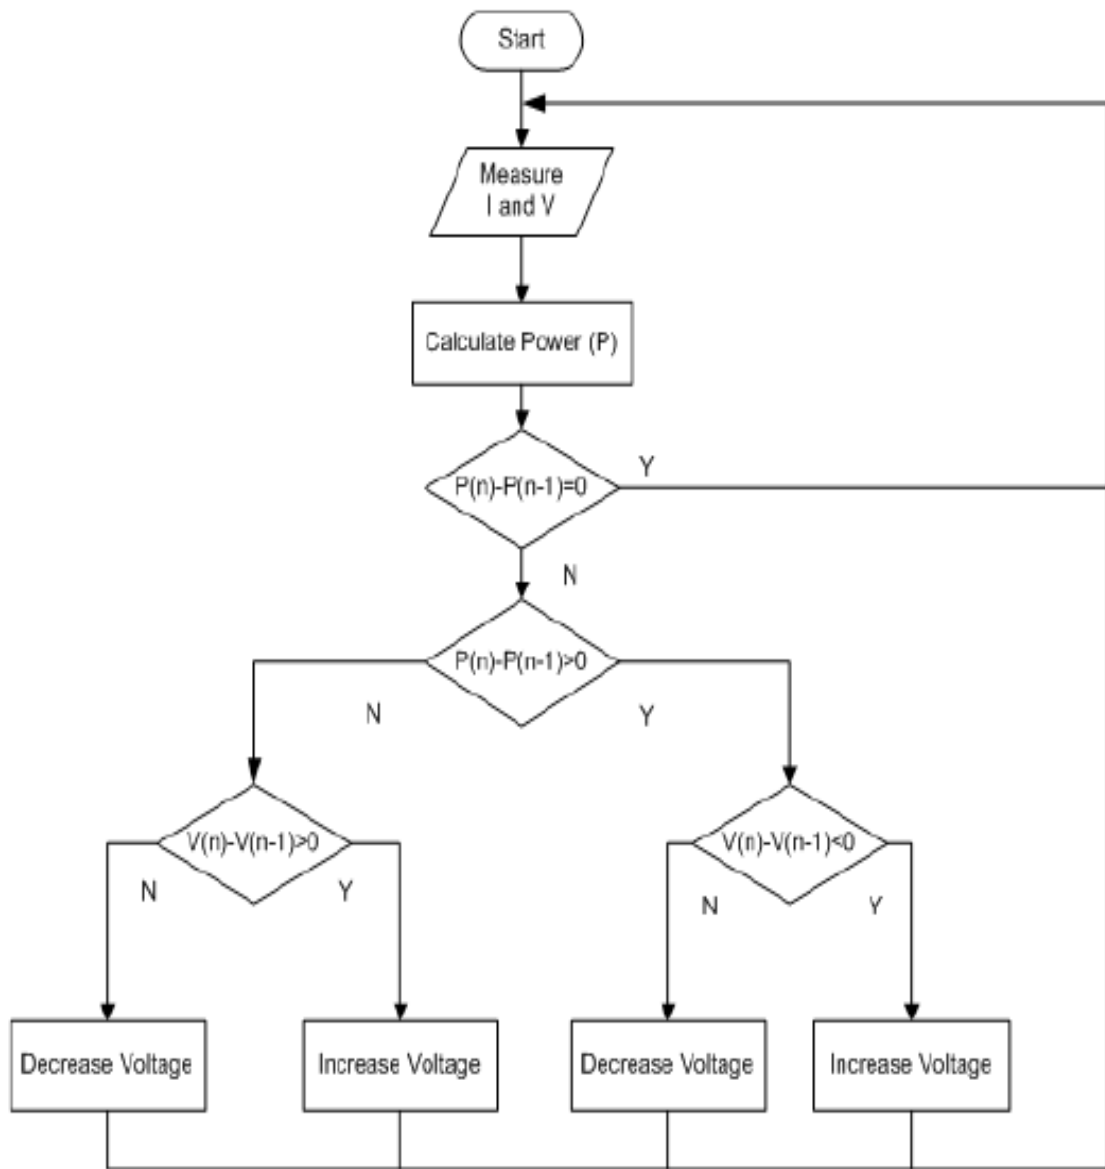 Start
Measure
I and V
Calculate Power (P)
P(n)-P(n-1)=0
Y
N
P(n)-P(n-1)>0
N
Y
V(n)-V(n-1)>0
V(n)-V(n-1)<0
N
Y
N
Y
Decrease Voltage
Increase Voltage
Decrease Voltage
Increase Voltage